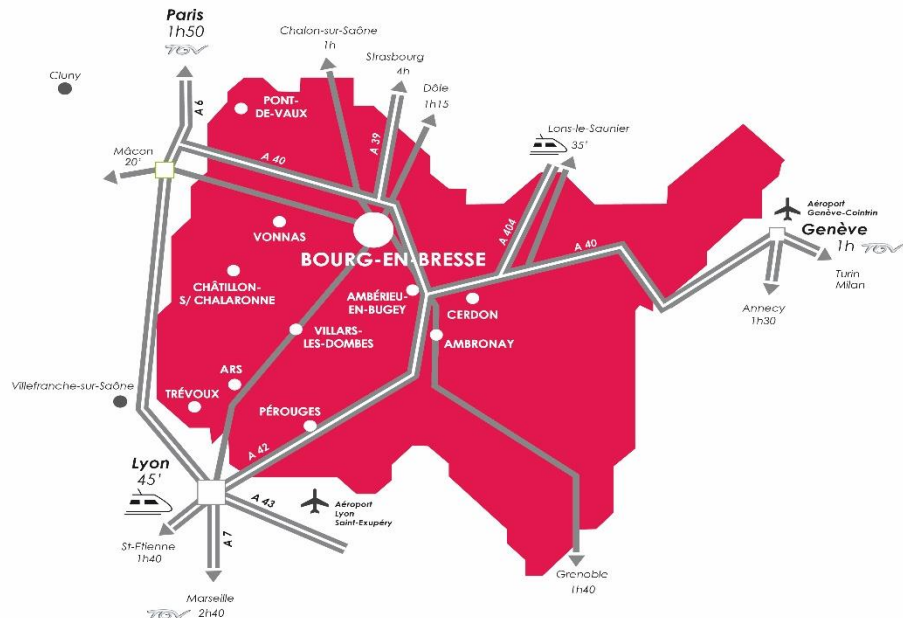 Paris
1h50
TGV
Chalon-sur-Saône
1h
Strasbourg
4h
Dôle
1h15
Cluny
A 6
PONT-
DE-VAUX
A 39
Lons-le-Saunier
35'
Mâcon
20'
A 40
A 404
Aéroport
Genève-Cointrin
Genève
1h TGV
VONNAS
BOURG-EN-BRESSE
A 40
Turin
Milan
CHÂTILLON-
S/ CHALARONNE
AMBÉRIEU-
EN-BUGEY
CERDON
Annecy
1h30
VILLARS-
LES-DOMBES
AMBRONAY
Villefranche-sur-Saône
ARS
TRÉVOUX
PÉROUGES
A 42
Lyon
45'
A 43
Aéroport
Lyon
Saint-Exupéry
St-Etienne
1h40
A 7
Grenoble
1h40
Marseille
TGV 2h40